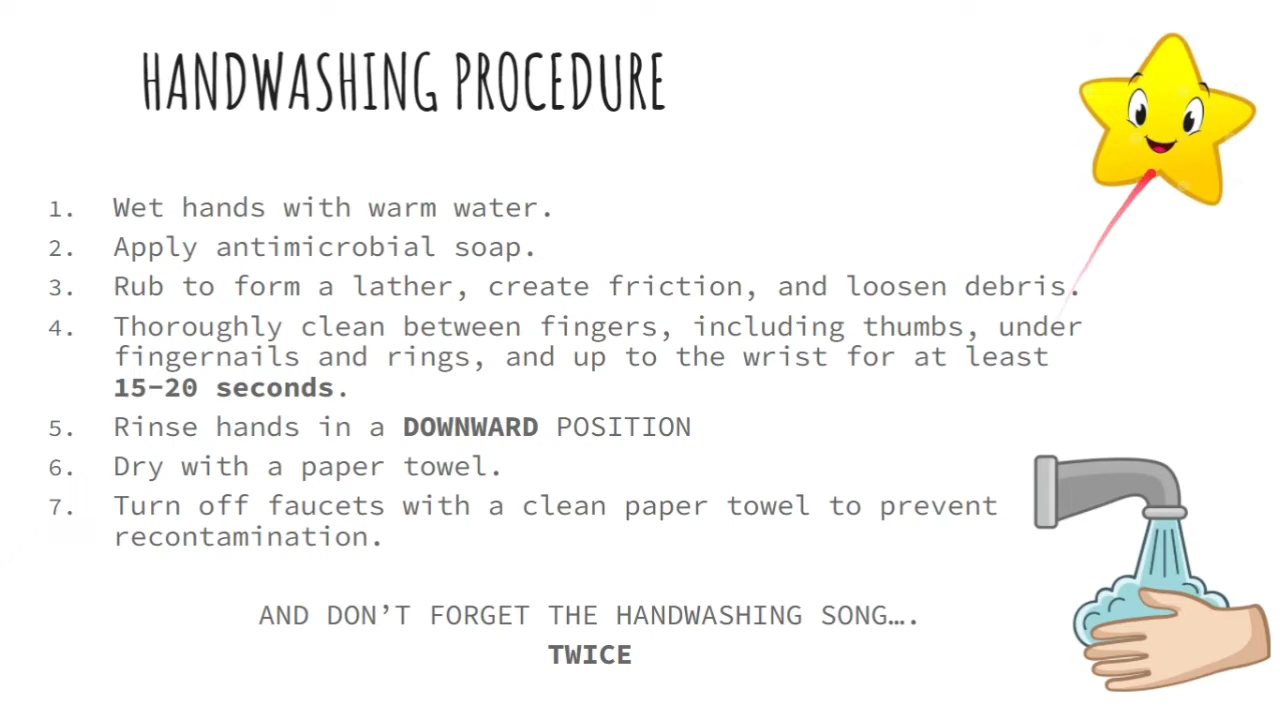 HANDWASHING PROCEDURE
1. Wet hands with warm water.
2. Apply antimicrobial soap.
3. Rub to form a lather, create friction, and loosen debris.
4. Thoroughly clean between fingers, including thumbs, under
fingernails and rings, and up to the wrist for at least
15-20 seconds.
5. Rinse hands in a DOWNWARD POSITION
6. Dry with a paper towel.
7. Turn off faucets with a clean paper towel to prevent
recontamination.
AND DON’T FORGET THE HANDWASHING SONG….
TWICE